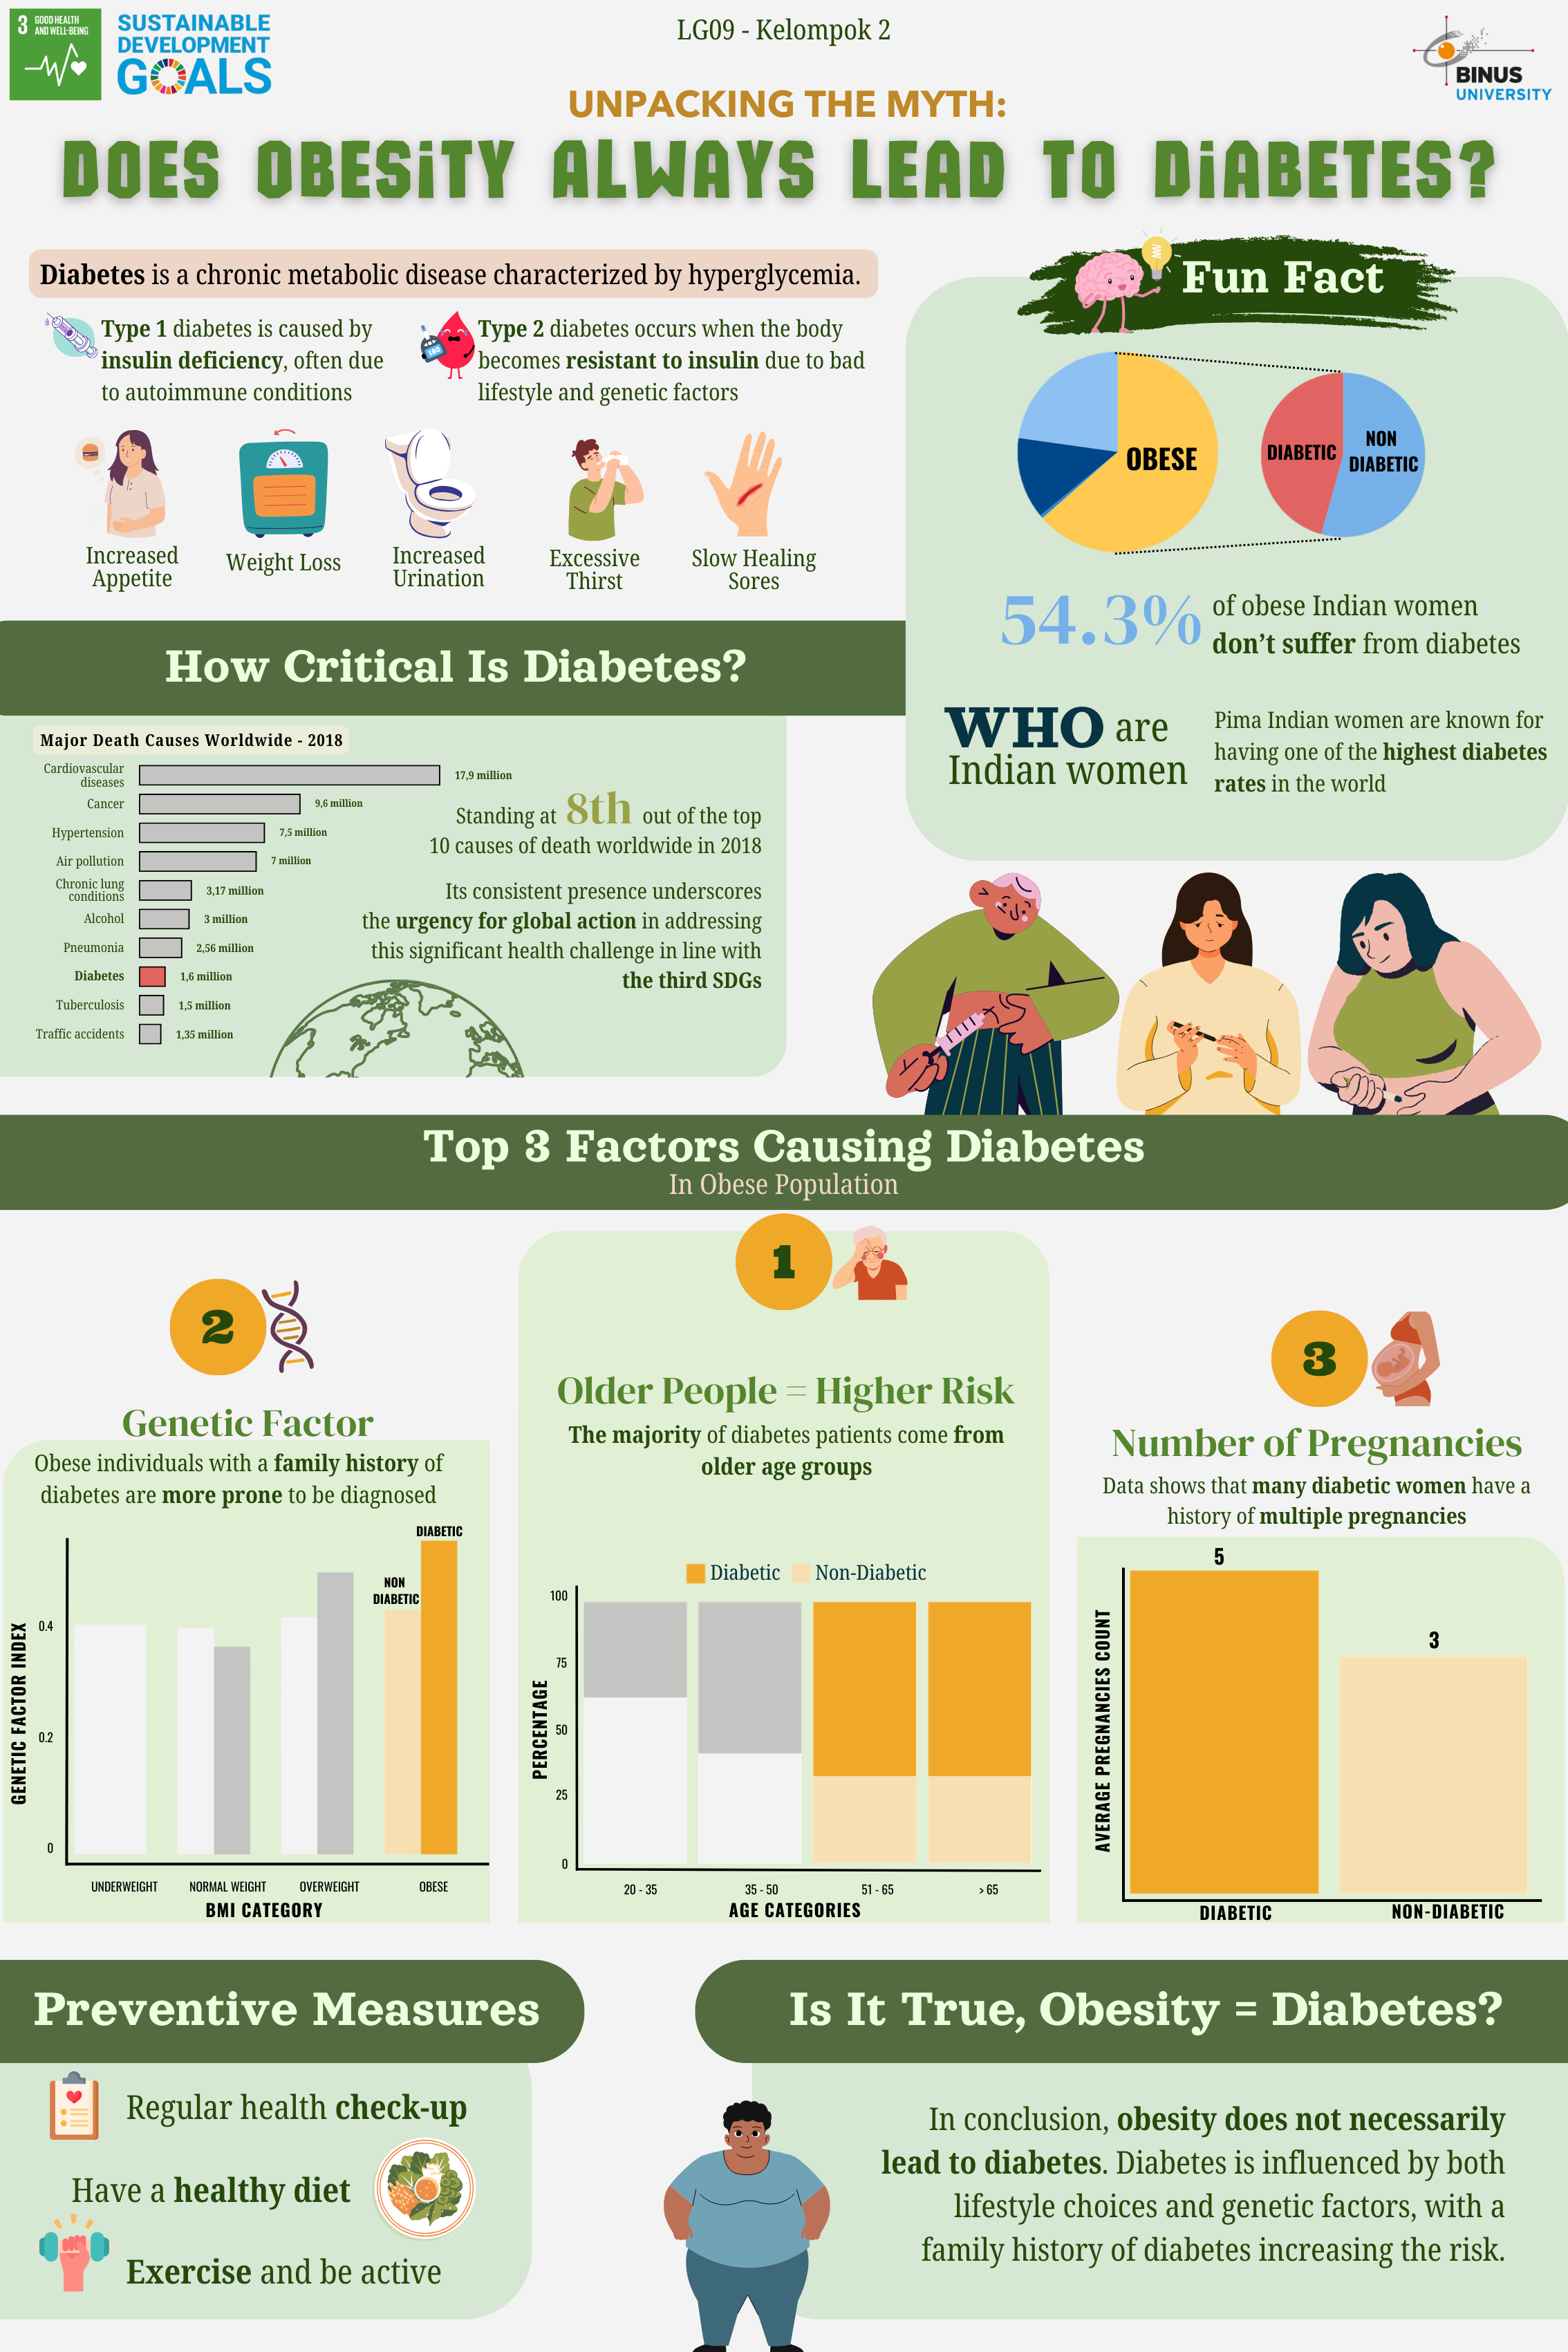 3 GOOD HEALTH
AND WELL-BEING
SUSTAINABLE
DEVELOPMENT
GOALS
LG09 - Kelompok 2
BINUS
UNIVERSITY
UNPACKING THE MYTH:
DOES OBESiTY ALWAYS LEAD TO DiABETES?
Diabetes is a chronic metabolic disease characterized by hyperglycemia.
Type 1 diabetes is caused by
insulin deficiency, often due
to autoimmune conditions
180
Type 2 diabetes occurs when the body
becomes resistant to insulin due to bad
lifestyle and genetic factors
Increased
Appetite
Weight Loss
Increased
Urination
Excessive
Thirst
Slow Healing
Sores
Fun Fact
OBESE
DIABETIC
NON
DIABETIC
54.3%
of obese Indian women
don't suffer from diabetes
WHO are
Indian women
Pima Indian women are known for
having one of the highest diabetes
rates in the world
How Critical Is Diabetes?
Major Death Causes Worldwide - 2018
Cardiovascular
diseases
17,9 million
Cancer
9,6 million
Hypertension
7,5 million
Air pollution
7 million
Chronic lung
conditions
3,17 million
Alcohol
3 million
Pneumonia
2,56 million
Diabetes
1,6 million
Tuberculosis
1,5 million
Traffic accidents
1,35 million
Standing at 8th out of the top
10 causes of death worldwide in 2018
Its consistent presence underscores
the urgency for global action in addressing
this significant health challenge in line with
the third SDGs
Top 3 Factors Causing Diabetes
In Obese Population
2
Genetic Factor
Obese individuals with a family history of
diabetes are more prone to be diagnosed
DIABETIC
NON
DIABETIC
GENETIC FACTOR INDEX
0.4
0.2
0
UNDERWEIGHT
NORMAL WEIGHT
OVERWEIGHT
OBESE
BMI CATEGORY
1
Older People = Higher Risk
The majority of diabetes patients come from
older age groups
Diabetic
Non-Diabetic
PERCENTAGE
100
75
50
25
0
20 - 35
35 - 50
51 - 65
> 65
AGE CATEGORIES
3
Number of Pregnancies
Data shows that many diabetic women have a
history of multiple pregnancies
AVERAGE PREGNANCIES COUNT
5
3
DIABETIC
NON-DIABETIC
Preventive Measures
Regular health check-up
Have a healthy diet
Exercise and be active
Is It True, Obesity = Diabetes?
In conclusion, obesity does not necessarily
lead to diabetes. Diabetes is influenced by both
lifestyle choices and genetic factors, with a
family history of diabetes increasing the risk.